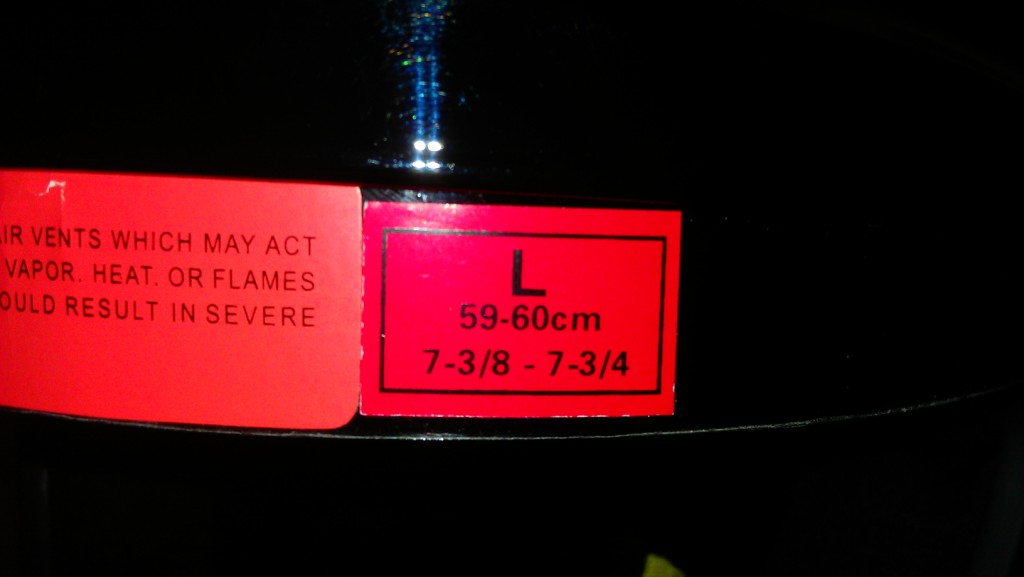 AIR VENTS WHICH MAY ACT
VAPOR. HEAT. OR FLAMES
OULD RESULT IN SEVERE
L
59-60cm
7-3/8 - 7-3/4